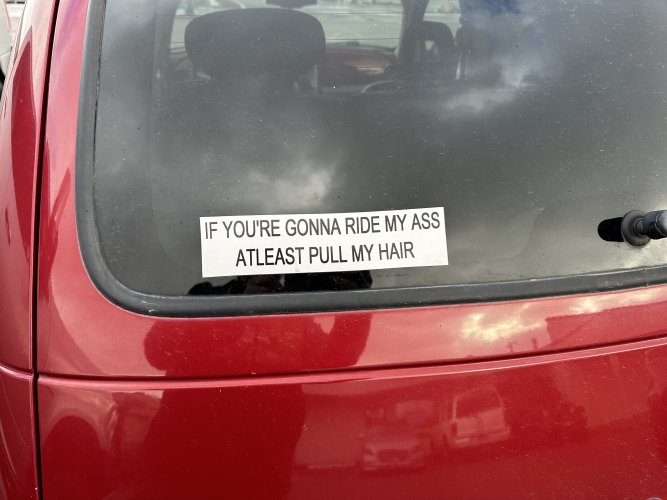 IF YOU'RE GONNA RIDE MY ASS
ATLEAST PULL MY HAIR